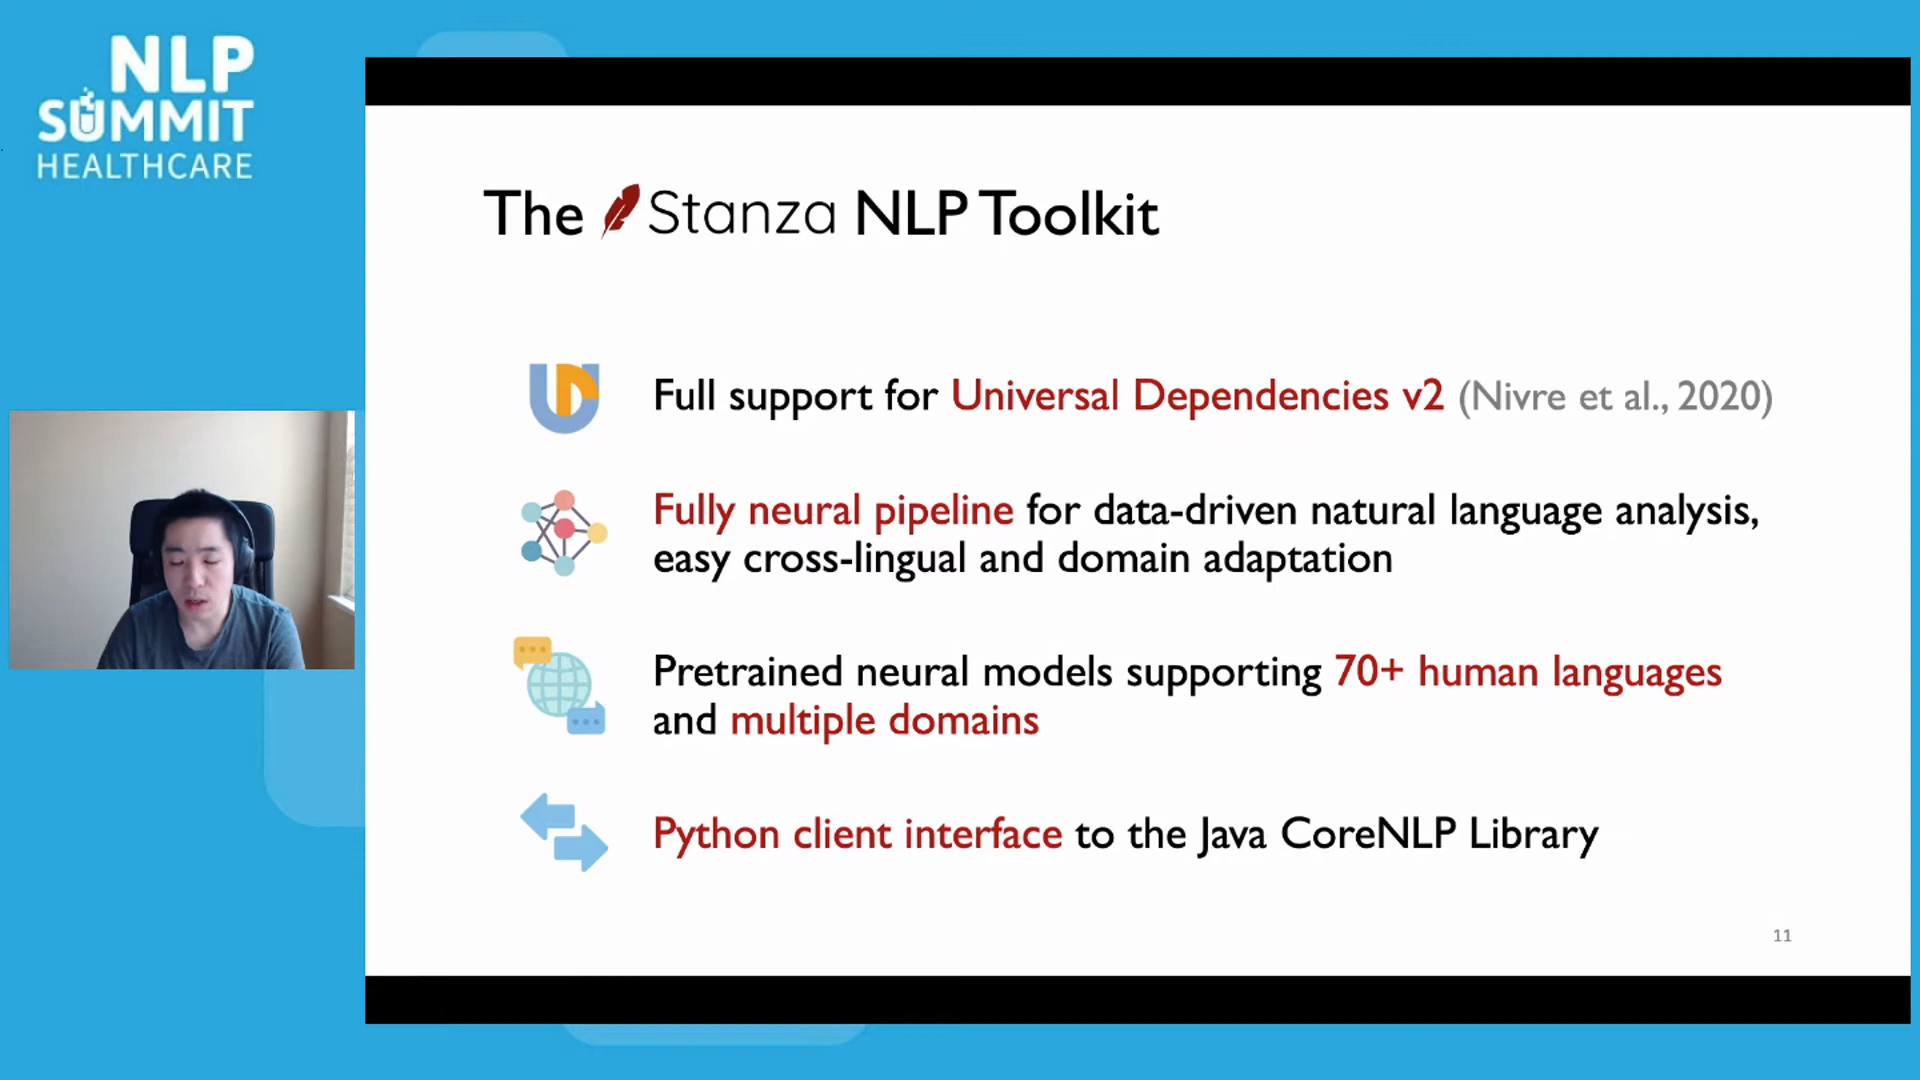 NLP
SUMMIT
HEALTHCARE
The Stanza NLP Toolkit
Full support for Universal Dependencies v2 (Nivre et al., 2020)
Fully neural pipeline for data-driven natural language analysis,
easy cross-lingual and domain adaptation
Pretrained neural models supporting 70+ human languages
and multiple domains
Python client interface to the Java CoreNLP Library
11